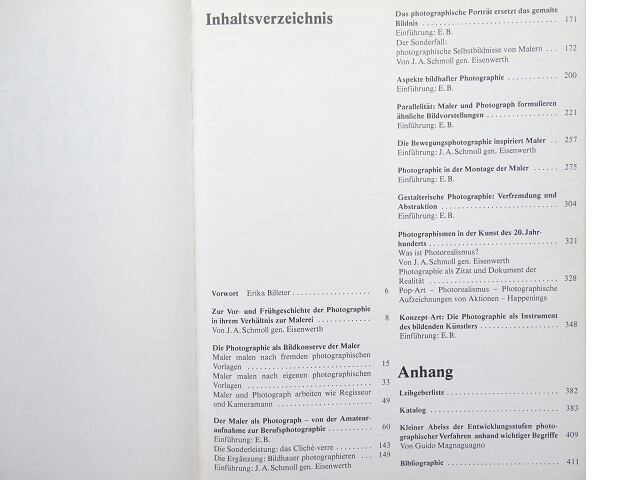 Inhaltsverzeichnis
Vorwort Erika Billeter . . . . . . . . . . . . . . . . . . . 6
Zur Vor- und Frühgeschichte der Photographie
in ihrem Verhältnis zur Malerei . . . . . . . . . . . . . 8
Von J. A. Schmoll gen. Eisenwerth
Die Photographie als Bildkonserve der Maler
Maler malen nach fremden photographischen
Vorlagen . . . . . . . . . . . . . . . . . . . . . . . . 15
Maler malen nach eigenen photographischen
Vorlagen . . . . . . . . . . . . . . . . . . . . . . . . 33
Maler und Photograph arbeiten wie Regisseur
und Kameramann . . . . . . . . . . . . . . . . . . . 49
Der Maler als Photograph – von der Amateur-
aufnahme zur Berufsphotographie . . . . . . . . . . 60
Einführung: E. B.
Die Sonderleistung: das Cliché-verre . . . . . . . 143
Die Ergänzung: Bildhauer photographieren . . . . 149
Einführung: J. A. Schmoll gen. Eisenwerth
Das photographische Porträt ersetzt das gemalte
Bildnis . . . . . . . . . . . . . . . . . . . . . . . . . 171
Einführung: E. B.
Der Sonderfall:
photographische Selbstbildnisse von Malern . . . 172
Von J. A. Schmoll gen. Eisenwerth
Aspekte bildhafter Photographie . . . . . . . . . . . 200
Einführung: E. B.
Parallelität: Maler und Photograph formulieren
ähnliche Bildvorstellungen . . . . . . . . . . . . . . 221
Einführung: E. B.
Die Bewegungsphotographie inspiriert Maler . . 257
Einführung: J. A. Schmoll gen. Eisenwerth
Photographie in der Montage der Maler . . . . . . 275
Einführung: E. B.
Gestalterische Photographie: Verfremdung und
Abstraktion . . . . . . . . . . . . . . . . . . . . . . 304
Einführung: E. B.
Photographismen in der Kunst des 20. Jahr-
hunderts . . . . . . . . . . . . . . . . . . . . . . . . 321
Was ist Photorealismus?
Von J. A. Schmoll gen. Eisenwerth
Photographie als Zitat und Dokument der
Realität . . . . . . . . . . . . . . . . . . . . . . . . . 328
Pop-Art – Photorealismus – Photographische
Aufzeichnungen von Aktionen – Happenings
Konzept-Art: Die Photographie als Instrument
des bildenden Künstlers . . . . . . . . . . . . . . . . 348
Einführung: E. B.
Anhang
Leihgeberliste . . . . . . . . . . . . . . . . . . . . . 382
Katalog . . . . . . . . . . . . . . . . . . . . . . . . . 383
Kleiner Abriss der Entwicklungsstufen photo-
graphischer Verfahren anhand wichtiger Begriffe 409
Von Guido Magnaguagno
Bibliographie . . . . . . . . . . . . . . . . . . . . . 411